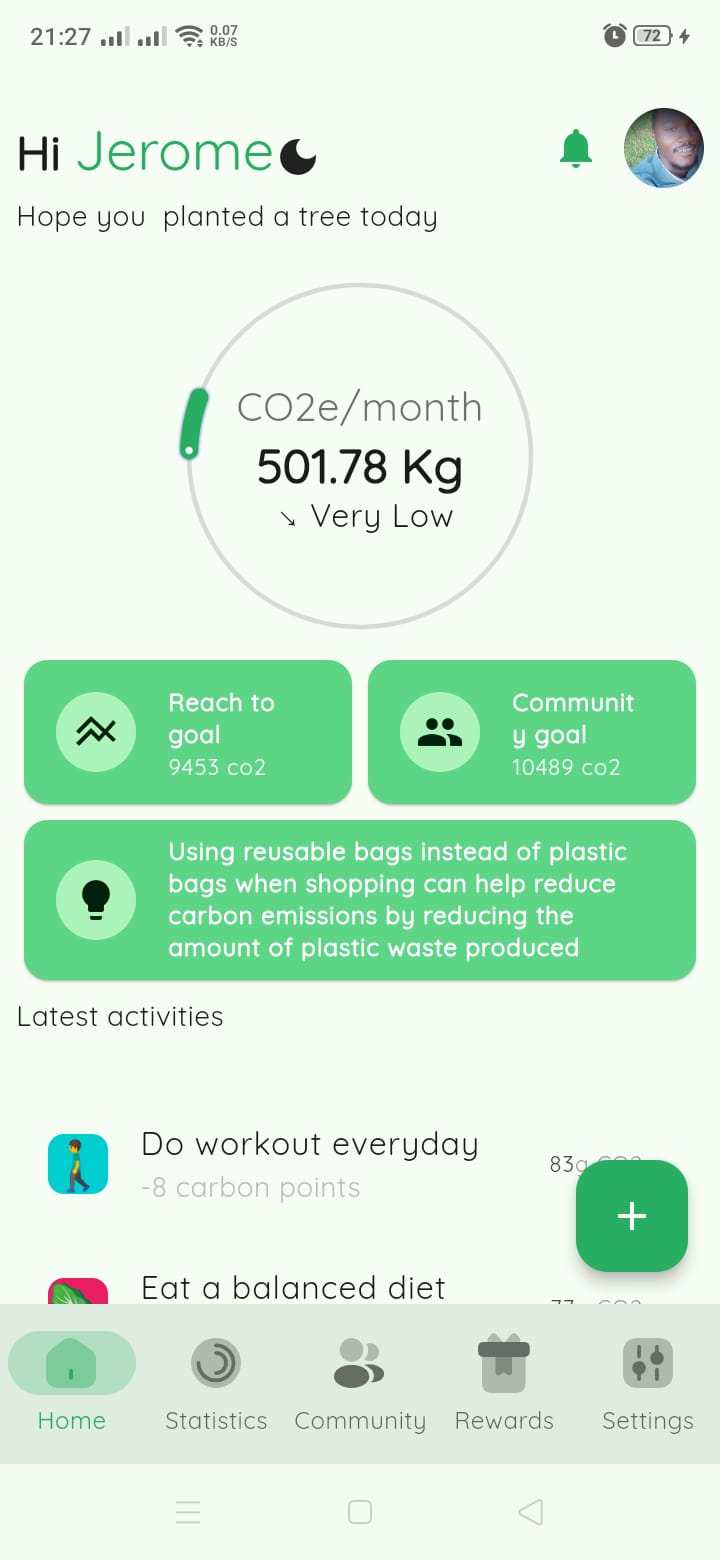 21:27
0.07
KB/S
72
Hi Jerome
Hope you  planted a tree today
CO2e/month
501.78 Kg
↘ Very Low
Reach to
goal
9453 co2
Communit
y goal
10489 co2
Using reusable bags instead of plastic
bags when shopping can help reduce
carbon emissions by reducing the
amount of plastic waste produced
Latest activities
Do workout everyday
83g CO2
-8 carbon points
+
Eat a balanced diet
Home
Statistics
Community
Rewards
Settings